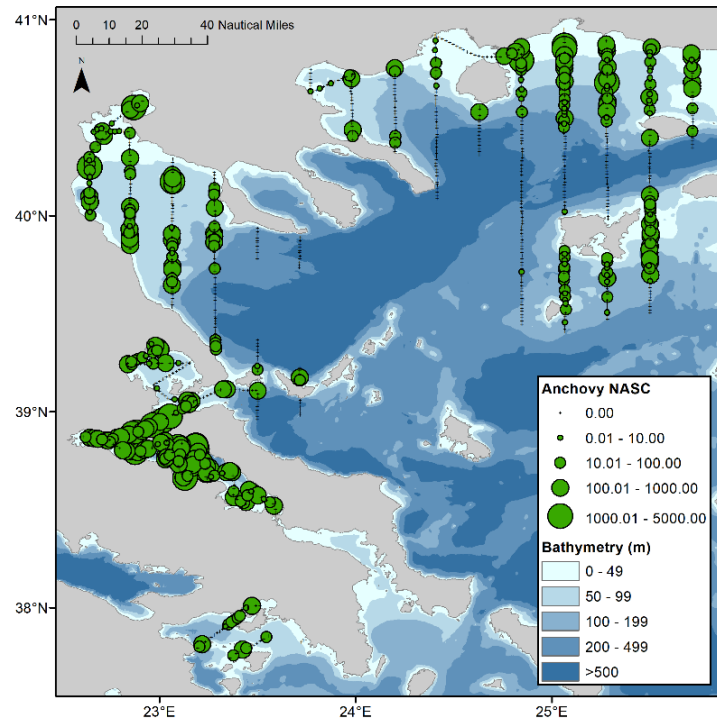 41°N
0 10 20 40 Nautical Miles
N
40°N
39°N
38°N
Anchovy NASC
0.00
0.01 - 10.00
10.01 - 100.00
100.01 - 1000.00
1000.01 - 5000.00
Bathymetry (m)
0 - 49
50 - 99
100 - 199
200 - 499
>500
23°E 24°E 25°E